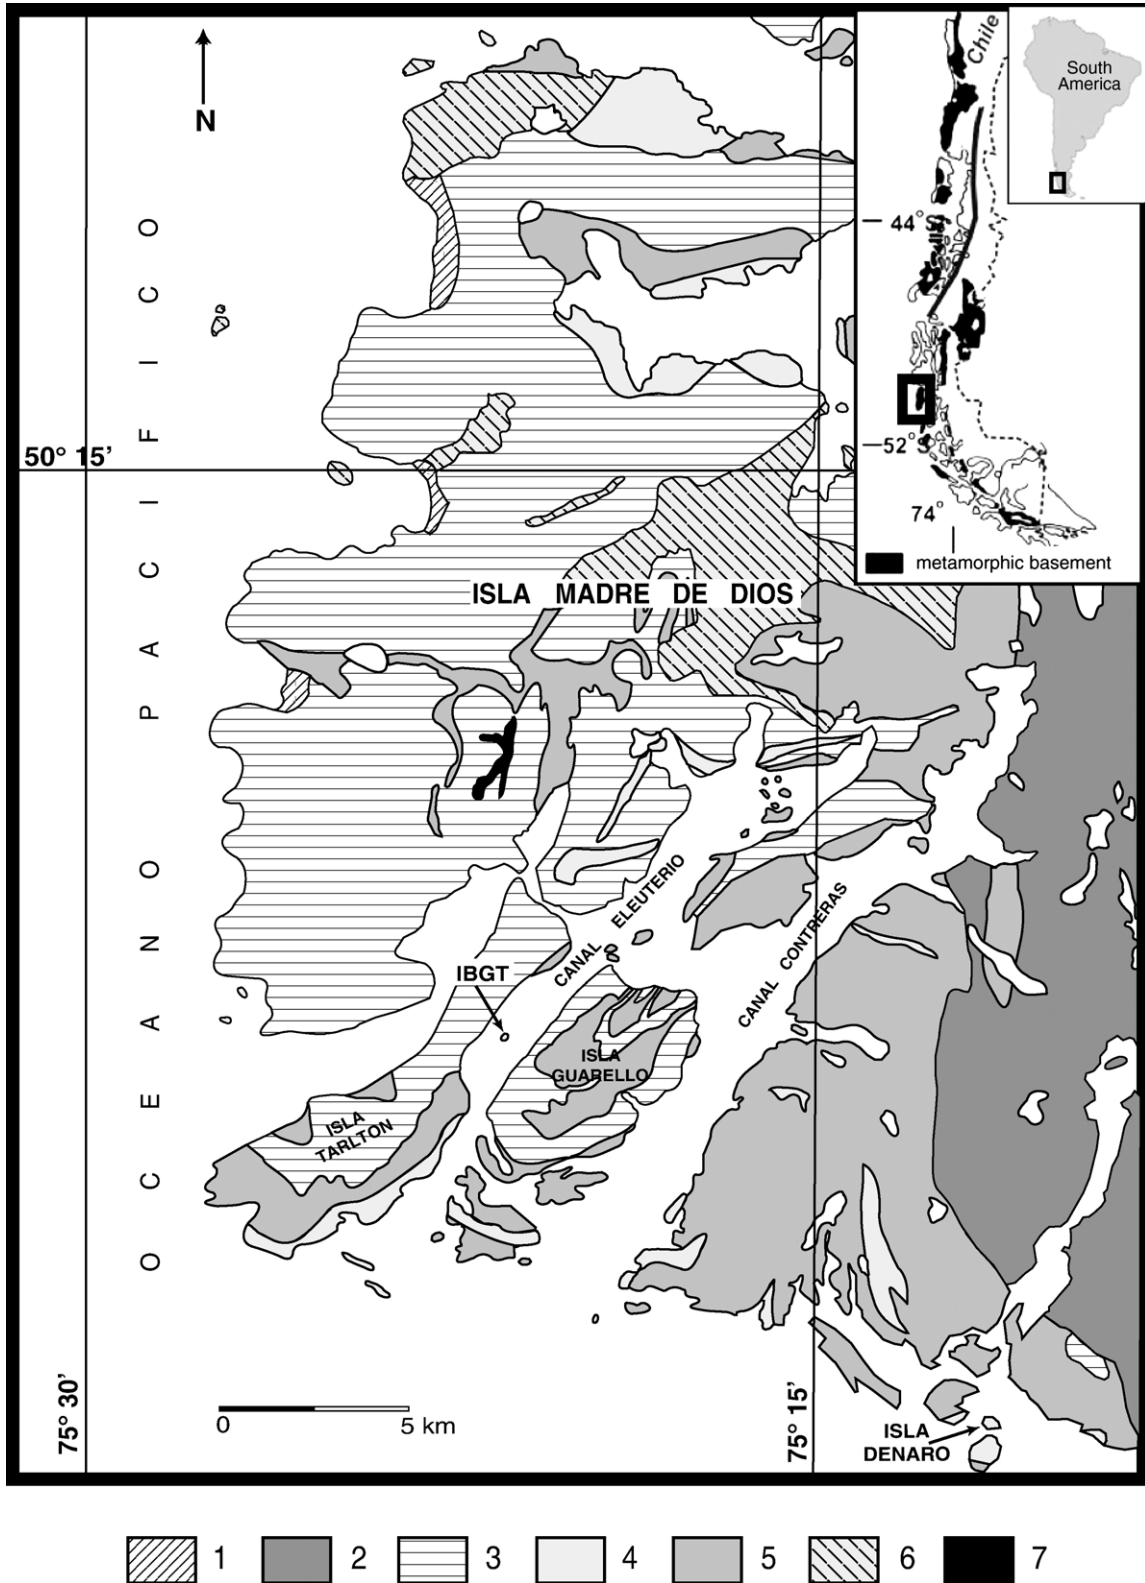 N
Chile
South
America
44°
52° S
74°
metamorphic basement
50° 15'
OCEANO PACIFICO
ISLA MADRE DE DIOS
CANAL ELEUTERIO
CANAL CONTRERAS
IBGT
ISLA
GUARELLO
ISLA
TARLTON
75° 30'
0 5 km
75° 15'
ISLA
DENARO
1 2 3 4 5 6 7